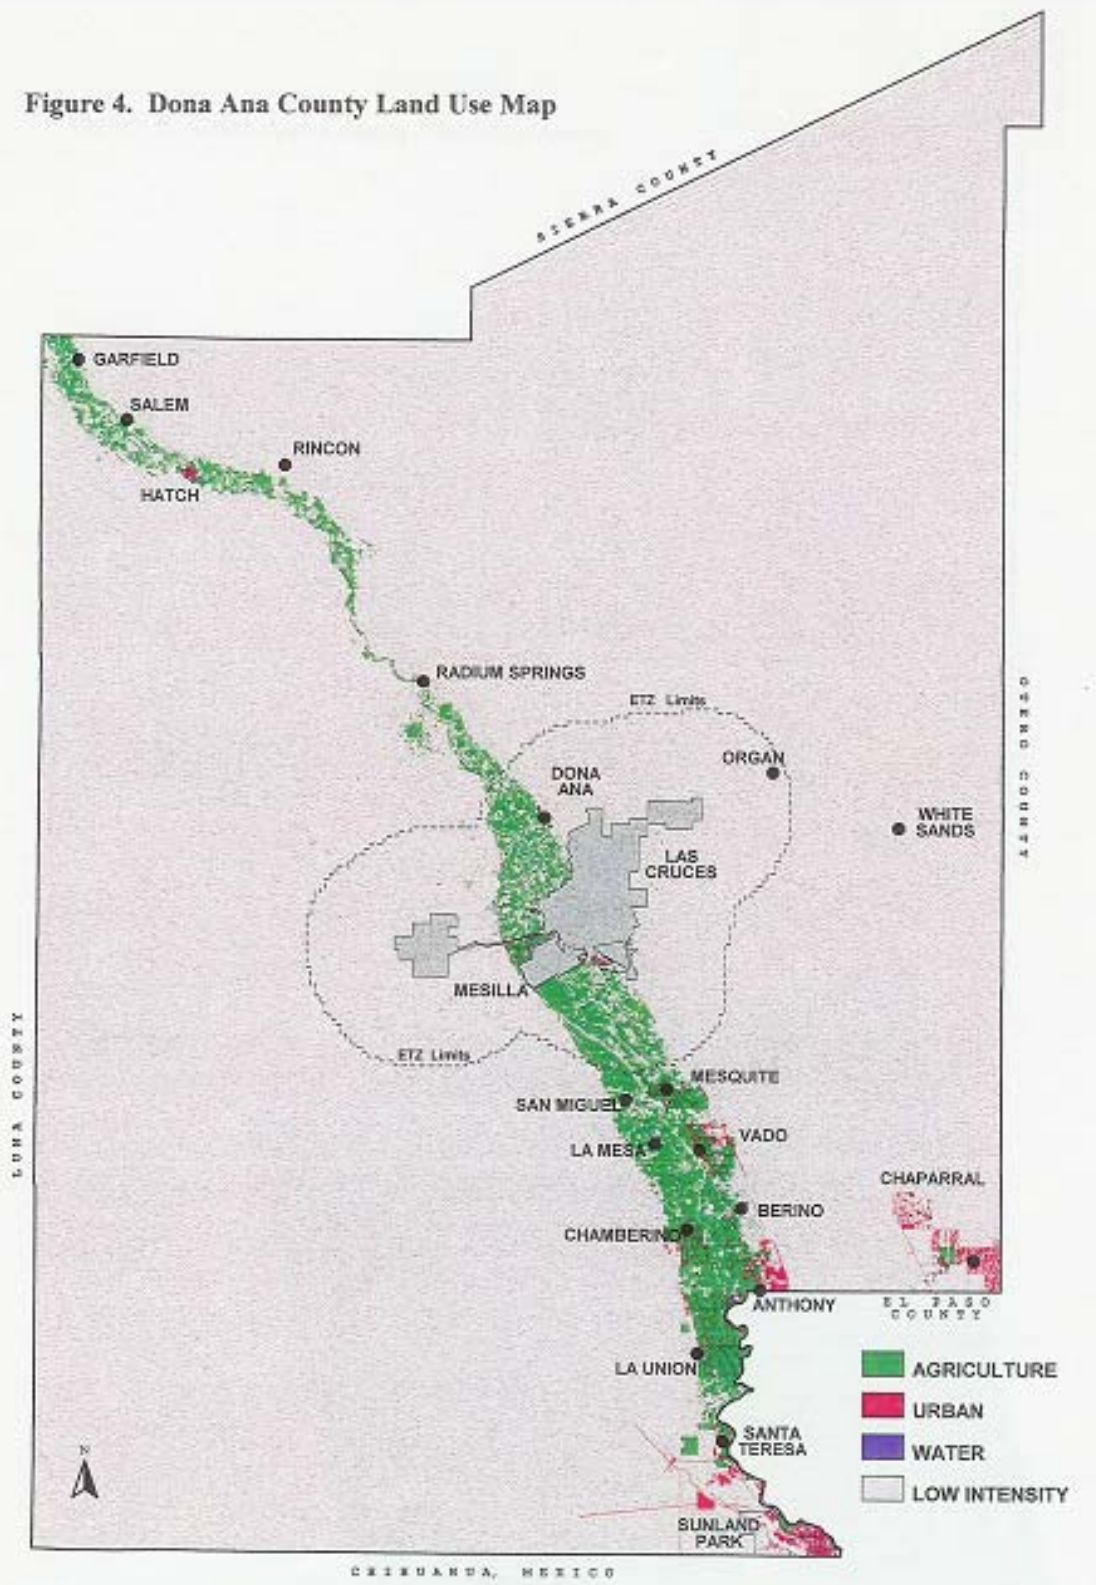 Figure 4. Dona Ana County Land Use Map
SIERRA COUNTY
GARFIELD
SALEM
RINCON
HATCH
RADIUM SPRINGS
ETZ Limits
ORGAN
DONA
ANA
WHITE
SANDS
OTERO COUNTY
LAS
CRUCES
MESILLA
ETZ Limits
LUNA COUNTY
MESQUITE
SAN MIGUEL
VADO
LA MESA
CHAPARRAL
BERINO
CHAMBERINO
ANTHONY
EL PASO
COUNTY
LA UNION
AGRICULTURE
URBAN
WATER
LOW INTENSITY
SANTA
TERESA
N
SUNLAND
PARK
CHIHUAHUA, MEXICO